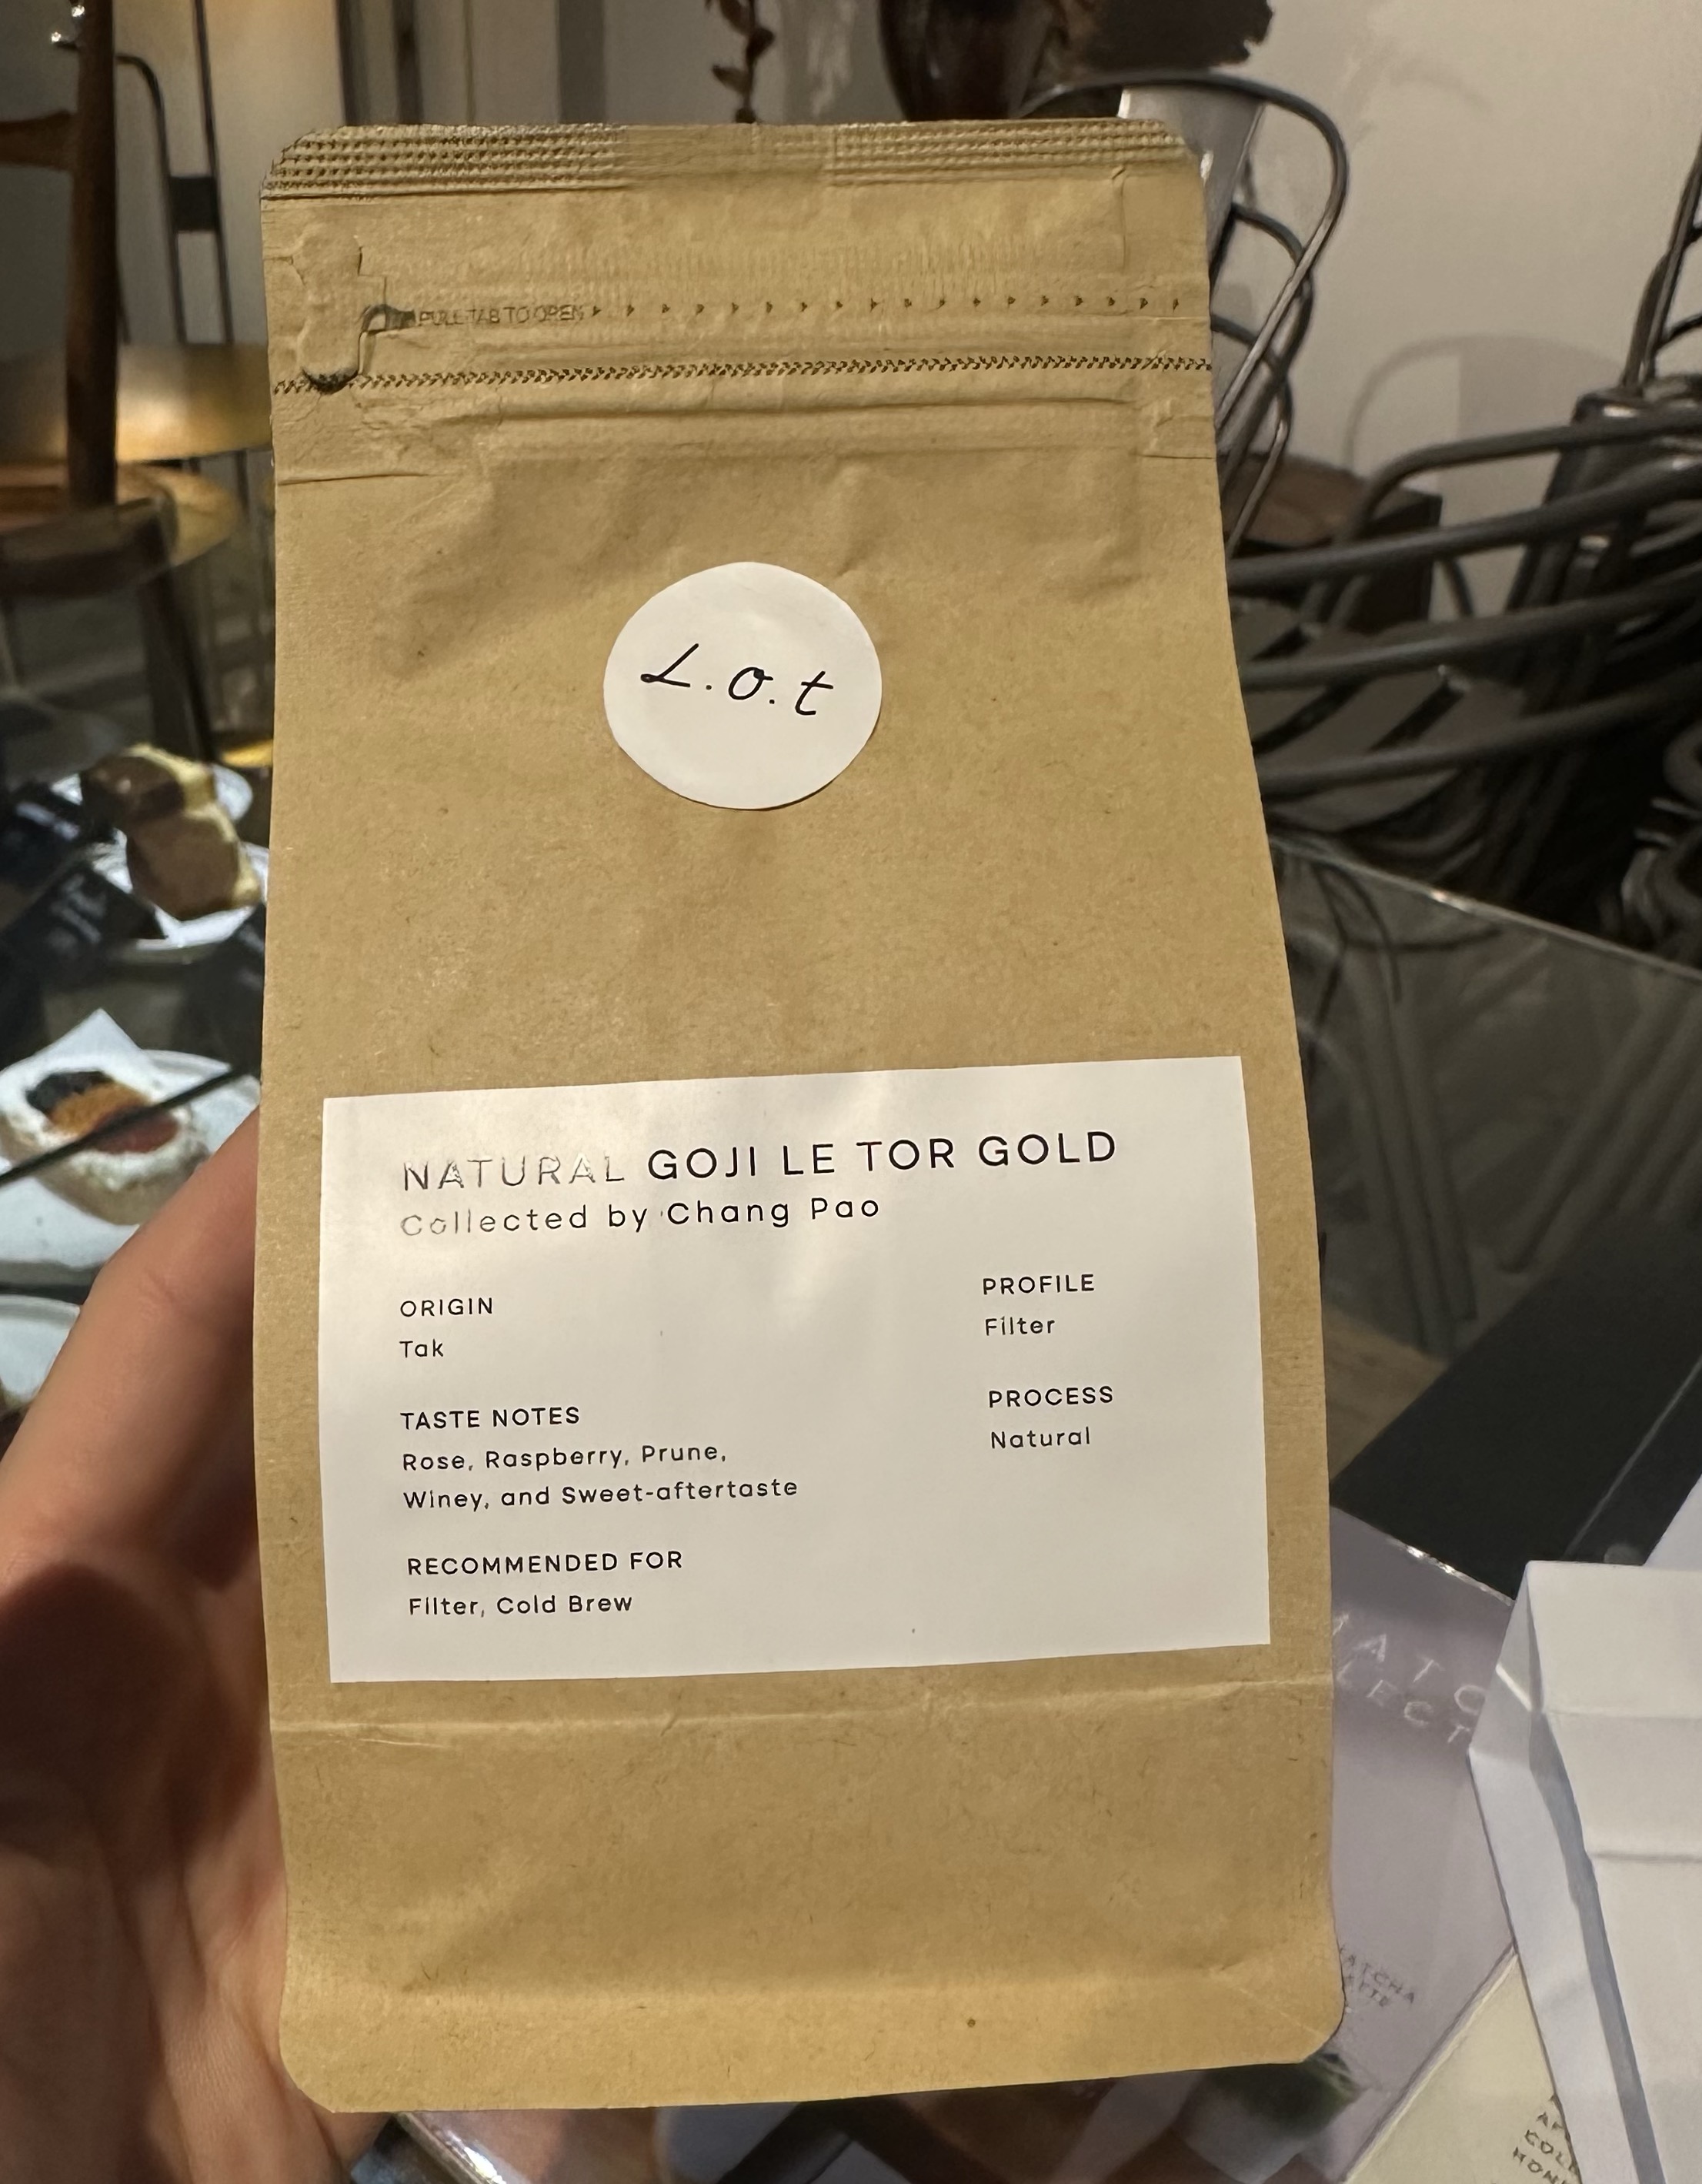 PULL TAB TO OPEN
L.o.t
NATURAL GOJI LE TOR GOLD
Collected by Chang Pao
ORIGIN
Tak
PROFILE
Filter
TASTE NOTES
Rose, Raspberry, Prune,
Winey, and Sweet-aftertaste
PROCESS
Natural
RECOMMENDED FOR
Filter, Cold Brew